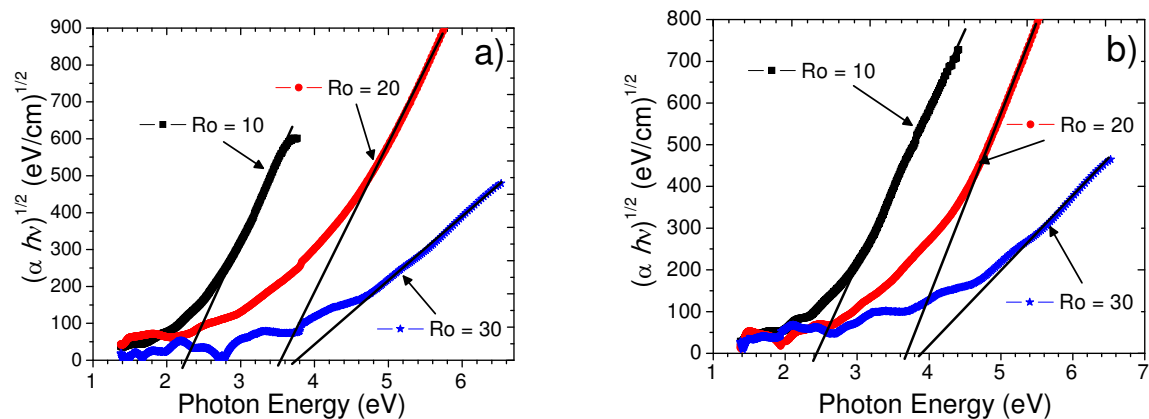 900
800
700
600
500
400
300
200
100
0
(α hν)^1/2 (eV/cm)^1/2
a)
Ro = 20
Ro = 10
Ro = 30
1 2 3 4 5 6
Photon Energy (eV)
800
700
600
500
400
300
200
100
0
(α hν)^1/2 (eV/cm)^1/2
b)
Ro = 10
Ro = 20
Ro = 30
1 2 3 4 5 6 7
Photon Energy (eV)